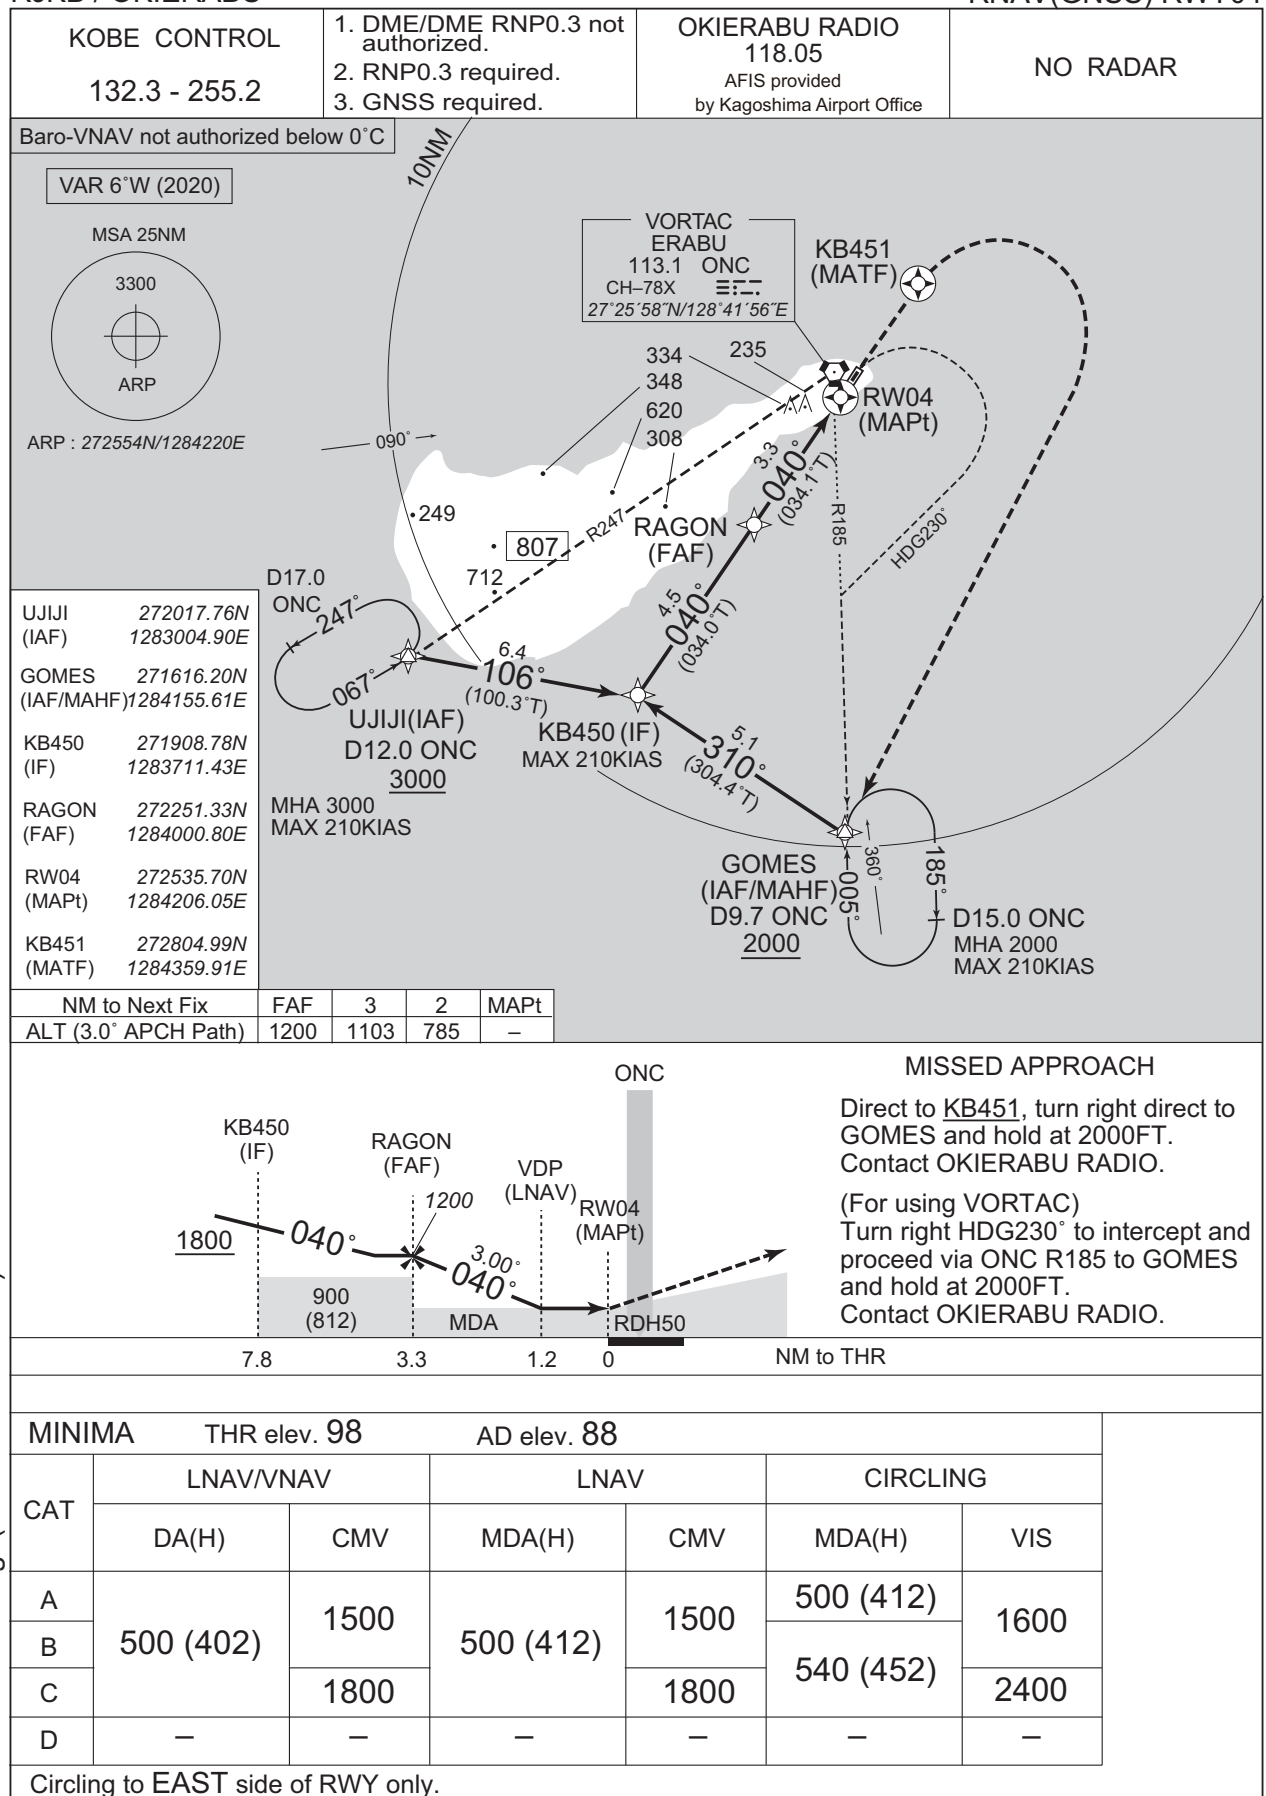 RJKB / OKIERABU
RNAV(GNSS) RWY04
KOBE CONTROL
132.3 - 255.2
1. DME/DME RNP0.3 not
authorized.
2. RNP0.3 required.
3. GNSS required.
OKIERABU RADIO
118.05
AFIS provided
by Kagoshima Airport Office
NO RADAR
Baro-VNAV not authorized below 0˚C
VAR 6˚W (2020)
MSA 25NM
3300
ARP
ARP : 272554N/1284220E
10NM
VORTAC
ERABU
113.1 ONC
CH–78X
27˚25´58˝N/128˚41´56˝E
KB451
(MATF)
334
235
348
620
308
RW04
(MAPt)
090˚
3.3
040˚
(034.1˚T)
249
R247
RAGON
(FAF)
R185
HDG230˚
807
712
D17.0
ONC
247˚
067˚
4.5
040˚
(034.0˚T)
6.4
106˚
(100.3˚T)
UJIJI(IAF)
D12.0 ONC
3000
MHA 3000
MAX 210KIAS
KB450 (IF)
MAX 210KIAS
5.1
310˚
(304.4˚T)
GOMES
(IAF/MAHF)
D9.7 ONC
2000
005˚
360˚
185˚
D15.0 ONC
MHA 2000
MAX 210KIAS
UJIJI 272017.76N
(IAF) 1283004.90E
GOMES 271616.20N
(IAF/MAHF) 1284155.61E
KB450 271908.78N
(IF) 1283711.43E
RAGON 272251.33N
(FAF) 1284000.80E
RW04 272535.70N
(MAPt) 1284206.05E
KB451 272804.99N
(MATF) 1284359.91E
NM to Next Fix FAF 3 2 MAPt
ALT (3.0˚ APCH Path) 1200 1103 785 –
ONC
KB450
(IF)
RAGON
(FAF)
VDP
(LNAV)
RW04
(MAPt)
1200
1800
040˚
3.00˚
040˚
900
(812)
MDA
RDH50
7.8 3.3 1.2 0 NM to THR
MISSED APPROACH
Direct to KB451, turn right direct to
GOMES and hold at 2000FT.
Contact OKIERABU RADIO.
(For using VORTAC)
Turn right HDG230˚ to intercept and
proceed via ONC R185 to GOMES
and hold at 2000FT.
Contact OKIERABU RADIO.
MINIMA THR elev. 98 AD elev. 88
CAT LNAV/VNAV LNAV CIRCLING
DA(H) CMV MDA(H) CMV MDA(H) VIS
A 500 (402) 1500 500 (412) 1500 500 (412) 1600
B 540 (452)
C 1800 1800 2400
D – – – – – –
Circling to EAST side of RWY only.